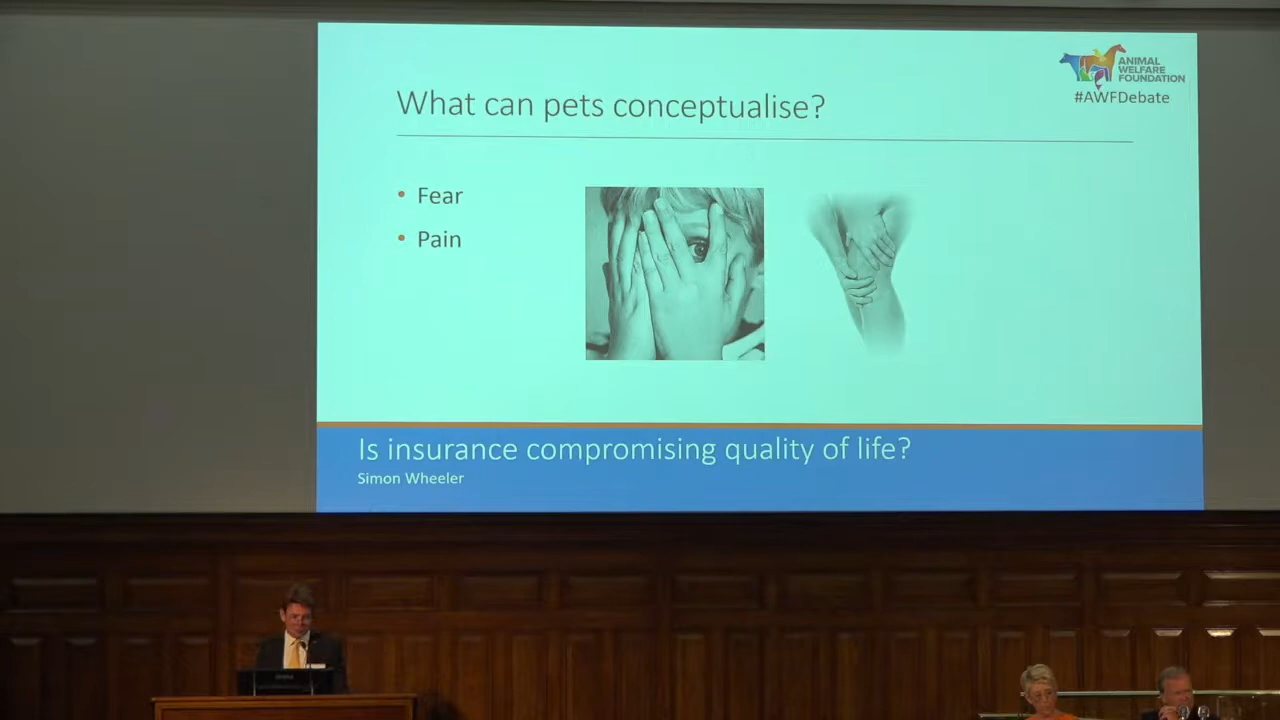 ANIMAL
WELFARE
FOUNDATION
#AWFDebate
What can pets conceptualise?
• Fear
• Pain
Is insurance compromising quality of life?
Simon Wheeler